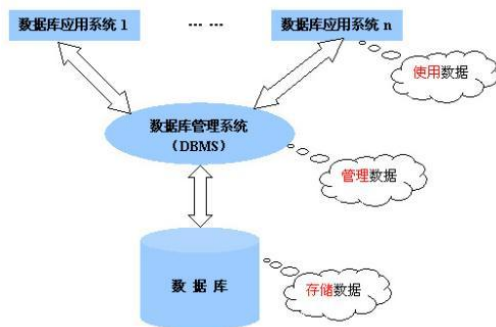 数据库应用系统 1
... ...
数据库应用系统 n
使用数据
数据库管理系统
（DBMS）
管理数据
数 据 库
存储数据